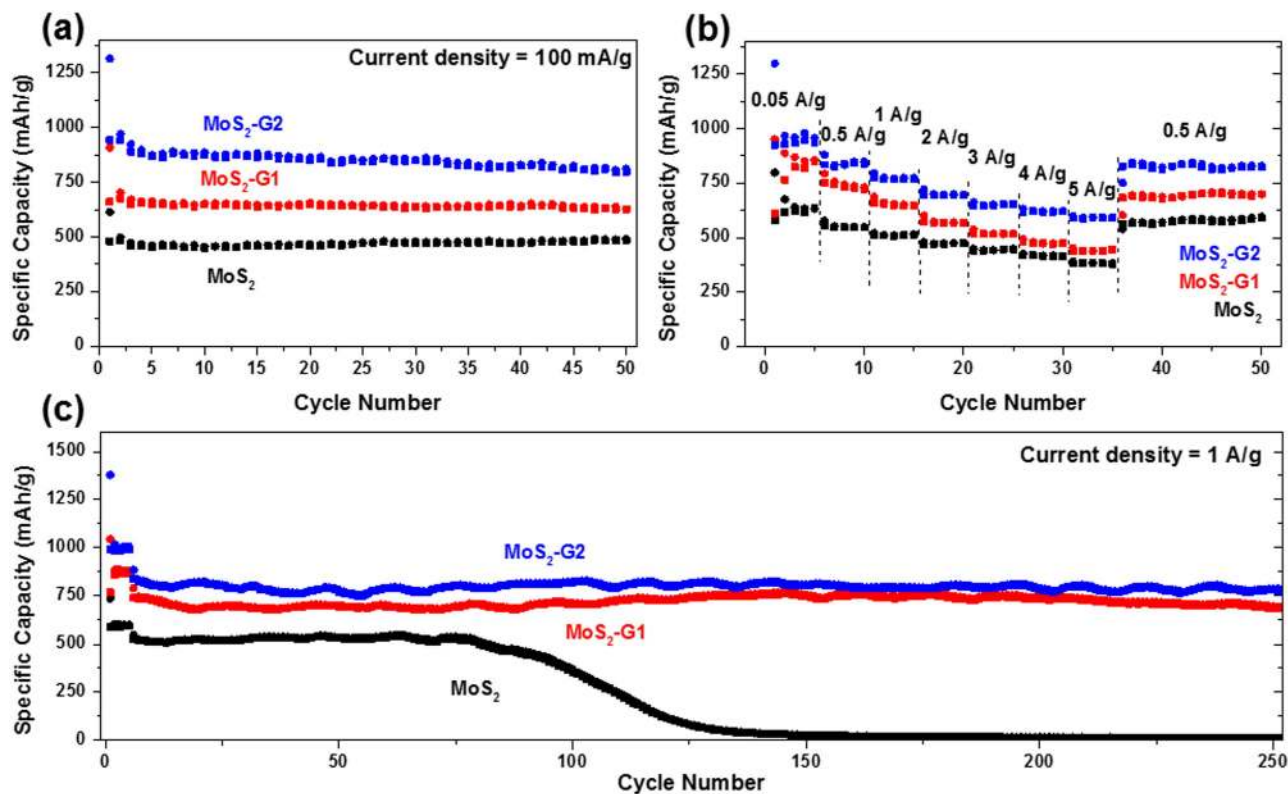 (a)
Current density = 100 mA/g
MoS₂-G2
MoS₂-G1
MoS₂
Specific Capacity (mAh/g)
1250
1000
750
500
250
0
0 5 10 15 20 25 30 35 40 45 50
Cycle Number
(b)
0.05 A/g
0.5 A/g
1 A/g
2 A/g
3 A/g
4 A/g
5 A/g
0.5 A/g
MoS₂-G2
MoS₂-G1
MoS₂
Specific Capacity (mAh/g)
1250
1000
750
500
250
0
0 10 20 30 40 50
Cycle Number
(c)
Current density = 1 A/g
MoS₂-G2
MoS₂-G1
MoS₂
Specific Capacity (mAh/g)
1500
1250
1000
750
500
250
0
0 50 100 150 200 250
Cycle Number